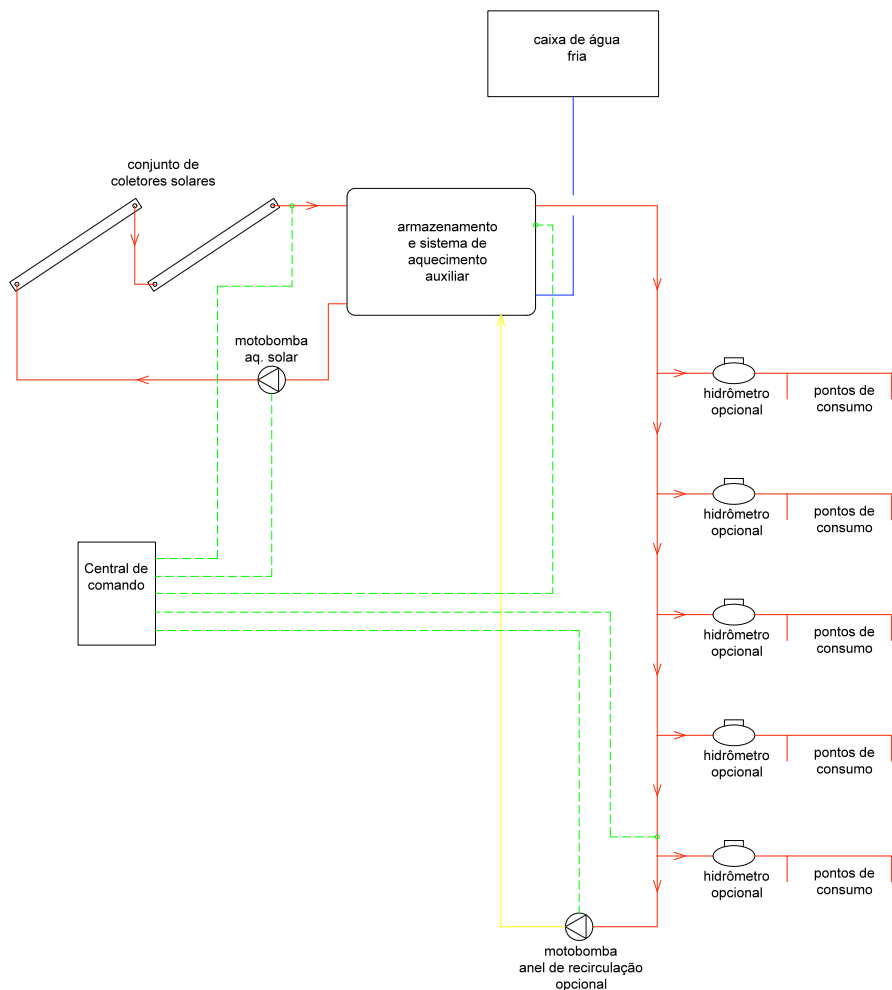 caixa de água
fria
conjunto de
coletores solares
armazenamento
e sistema de
aquecimento
auxiliar
motobomba
aq. solar
hidrômetro
opcional
pontos de
consumo
hidrômetro
opcional
pontos de
consumo
Central de
comando
hidrômetro
opcional
pontos de
consumo
hidrômetro
opcional
pontos de
consumo
hidrômetro
opcional
pontos de
consumo
motobomba
anel de recirculação
opcional